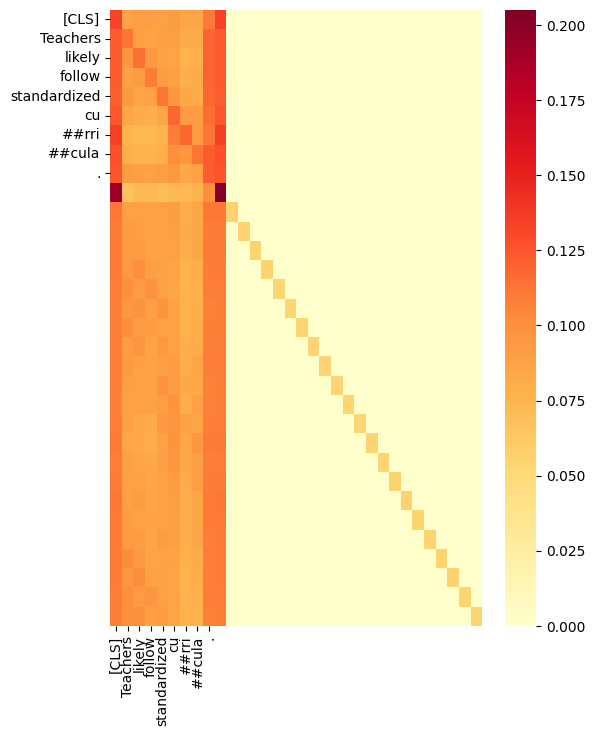 [CLS]
Teachers
likely
follow
standardized
cu
##rri
##cula
.
[CLS]
Teachers
likely
follow
standardized
cu
##rri
##cula
.
0.200
0.175
0.150
0.125
0.100
0.075
0.050
0.025
0.000